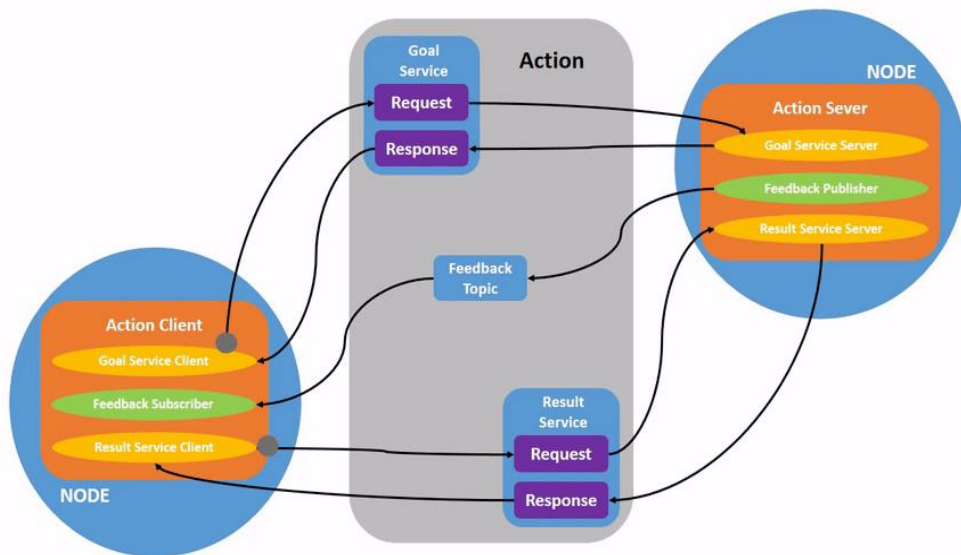 Goal
Service
Request
Response
Action
NODE
Action Sever
Goal Service Server
Feedback Publisher
Result Service Server
Feedback
Topic
Action Client
Goal Service Client
Feedback Subscriber
Result Service Client
NODE
Result
Service
Request
Response